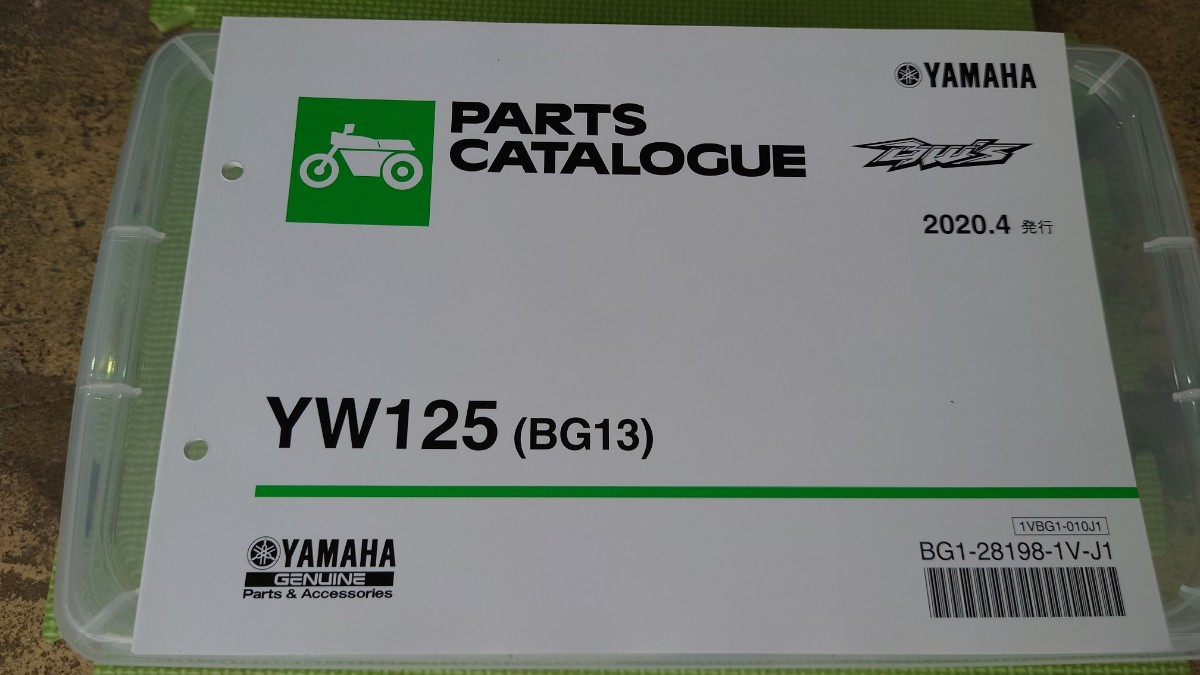 YAMAHA
PARTS
CATALOGUE
BW's
2020.4 発行
YW125 (BG13)
1VBG1-010J1
BG1-28198-1V-J1
YAMAHA
GENUINE
Parts & Accessories